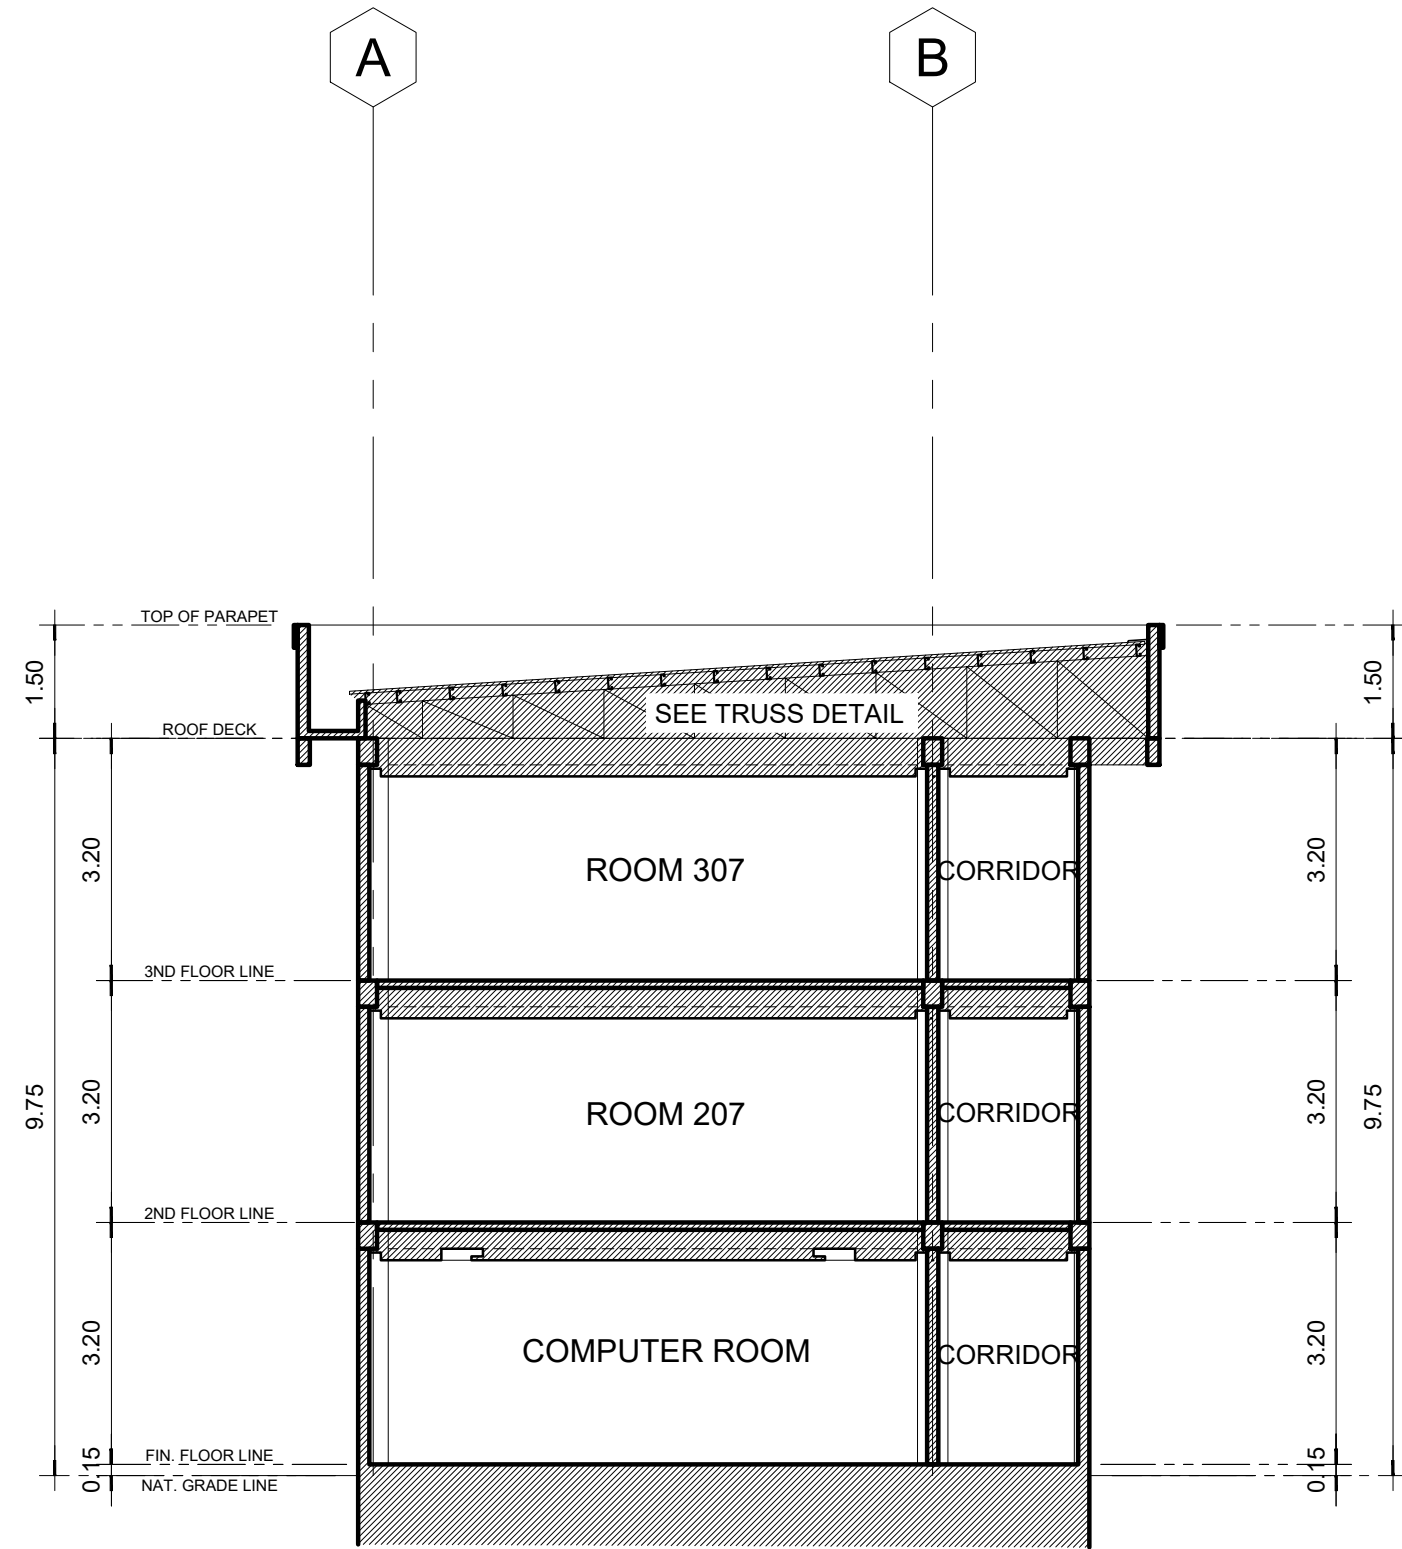 A
B
TOP OF PARAPET
1.50
1.50
SEE TRUSS DETAIL
ROOF DECK
3.20
ROOM 307
CORRIDOR
3.20
3ND FLOOR LINE
9.75
3.20
ROOM 207
CORRIDOR
3.20
9.75
2ND FLOOR LINE
3.20
COMPUTER ROOM
CORRIDOR
3.20
FIN. FLOOR LINE
0.15
0.15
NAT. GRADE LINE